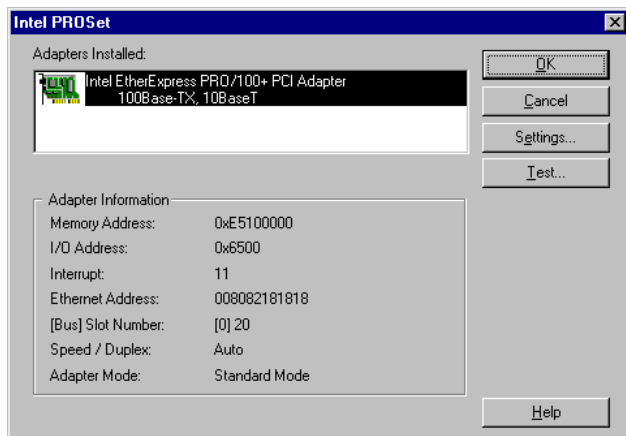 Intel PROSet
Adapters Installed:
Intel EtherExpress PRO/100+ PCI Adapter
100Base-TX, 10BaseT
OK
Cancel
Settings...
Test...
Adapter Information
Memory Address: 0xE5100000
I/O Address: 0x6500
Interrupt: 11
Ethernet Address: 008082181818
[Bus] Slot Number: [0] 20
Speed / Duplex: Auto
Adapter Mode: Standard Mode
Help